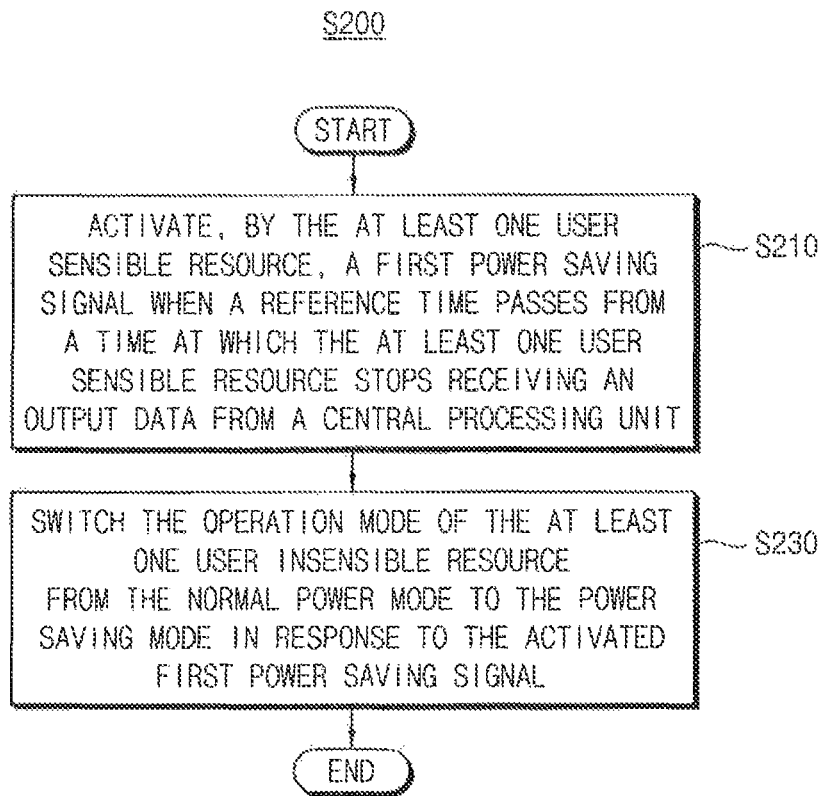 S200
START
ACTIVATE, BY THE AT LEAST ONE USER
SENSIBLE RESOURCE, A FIRST POWER SAVING
SIGNAL WHEN A REFERENCE TIME PASSES FROM
A TIME AT WHICH THE AT LEAST ONE USER
SENSIBLE RESOURCE STOPS RECEIVING AN
OUTPUT DATA FROM A CENTRAL PROCESSING UNIT
S210
SWITCH THE OPERATION MODE OF THE AT LEAST
ONE USER INSENSIBLE RESOURCE
FROM THE NORMAL POWER MODE TO THE POWER
SAVING MODE IN RESPONSE TO THE ACTIVATED
FIRST POWER SAVING SIGNAL
S230
END